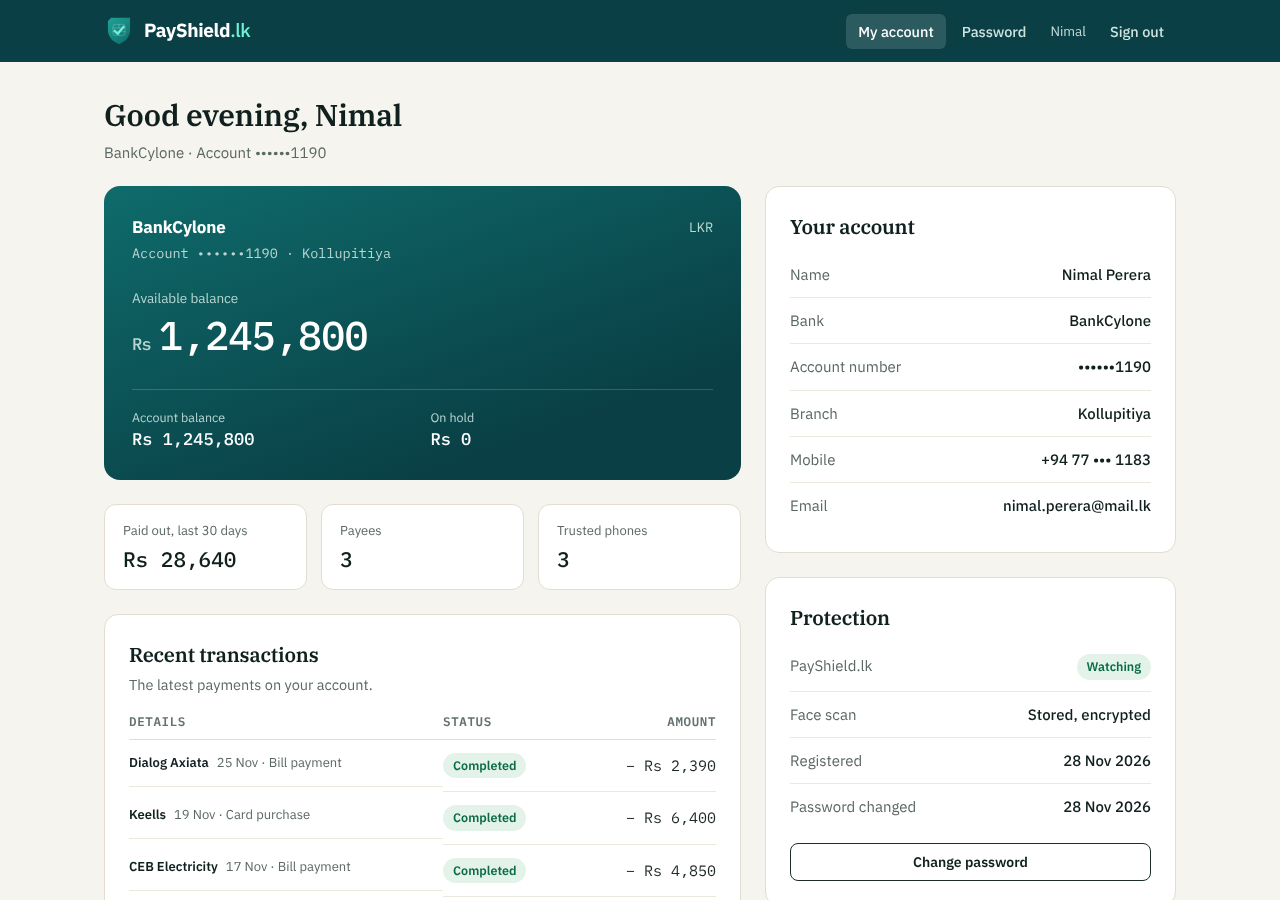 PayShield.lk
My account
Password
Nimal
Sign out
Good evening, Nimal
BankCylone · Account ••••••1190
BankCylone
LKR
Account ••••••1190 · Kollupitiya
Available balance
Rs 1,245,800
Account balance
On hold
Rs 1,245,800
Rs 0
Paid out, last 30 days
Rs 28,640
Payees
3
Trusted phones
3
Recent transactions
The latest payments on your account.
DETAILS STATUS AMOUNT
Dialog Axiata 25 Nov · Bill payment Completed − Rs 2,390
Keells 19 Nov · Card purchase Completed − Rs 6,400
CEB Electricity 17 Nov · Bill payment Completed − Rs 4,850
Your account
Name Nimal Perera
Bank BankCylone
Account number ••••••1190
Branch Kollupitiya
Mobile +94 77 ••• 1183
Email nimal.perera@mail.lk
Protection
PayShield.lk Watching
Face scan Stored, encrypted
Registered 28 Nov 2026
Password changed 28 Nov 2026
Change password